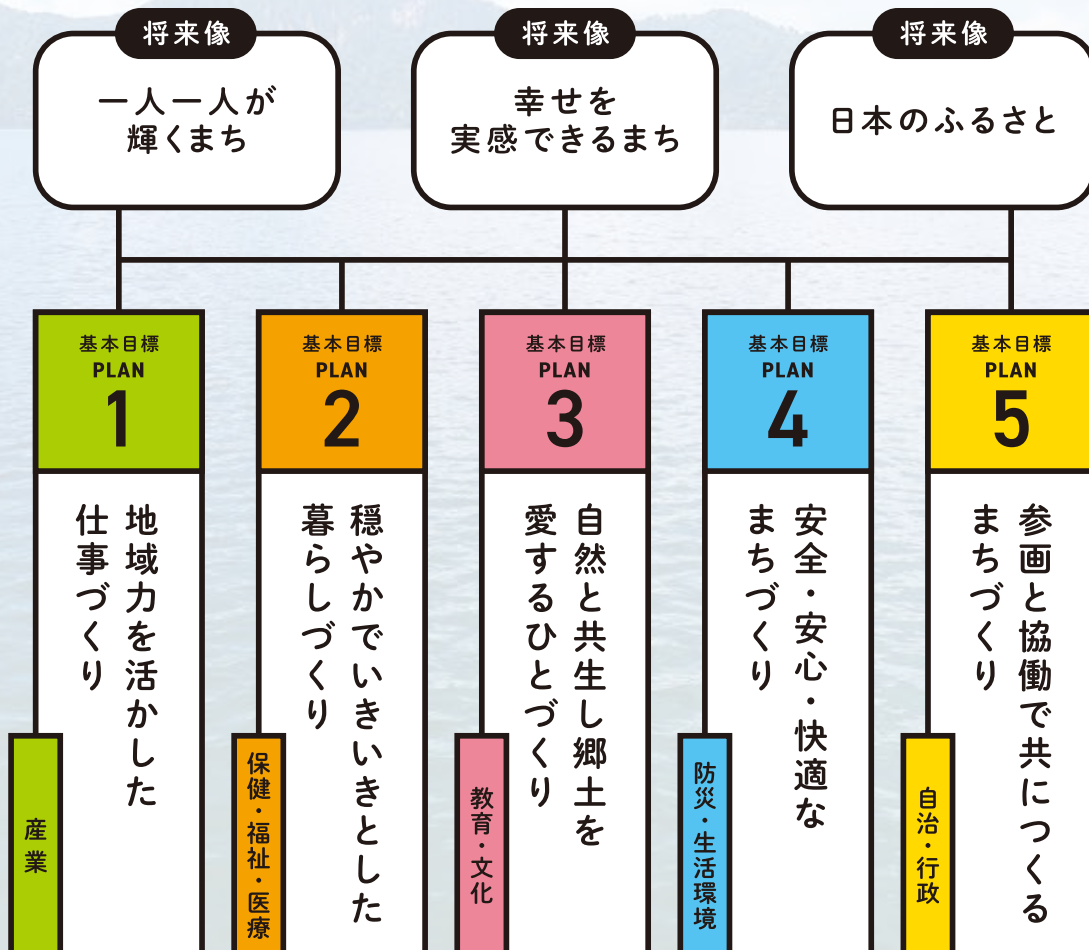 将来像
一人一人が
輝くまち
将来像
幸せを
実感できるまち
将来像
日本のふるさと
基本目標
PLAN
1
地域力を活かした
仕事づくり
産業
基本目標
PLAN
2
穏やかでいきいきとした
暮らしづくり
保健・福祉・医療
基本目標
PLAN
3
自然と共生し郷土を
愛するひとづくり
教育・文化
基本目標
PLAN
4
安全・安心・快適な
まちづくり
防災・生活環境
基本目標
PLAN
5
参画と協働で共につくる
まちづくり
自治・行政